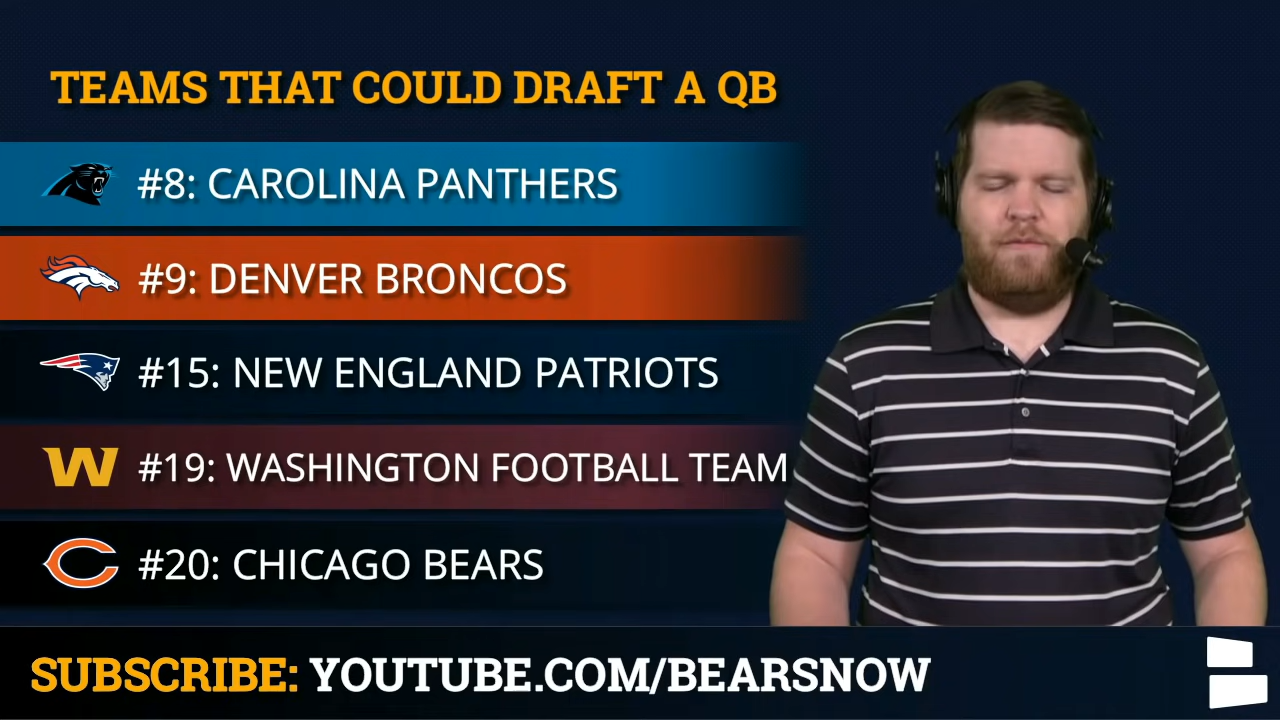 TEAMS THAT COULD DRAFT A QB
#8: CAROLINA PANTHERS
#9: DENVER BRONCOS
#15: NEW ENGLAND PATRIOTS
W #19: WASHINGTON FOOTBALL TEAM
C #20: CHICAGO BEARS
SUBSCRIBE: YOUTUBE.COM/BEARSNOW